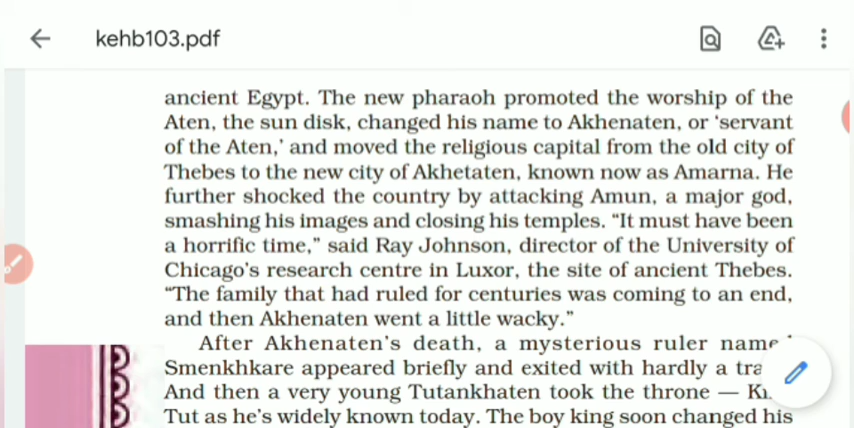 kehb103.pdf
ancient Egypt. The new pharaoh promoted the worship of the
Aten, the sun disk, changed his name to Akhenaten, or ‘servant
of the Aten,’ and moved the religious capital from the old city of
Thebes to the new city of Akhetaten, known now as Amarna. He
further shocked the country by attacking Amun, a major god,
smashing his images and closing his temples. “It must have been
a horrific time,” said Ray Johnson, director of the University of
Chicago’s research centre in Luxor, the site of ancient Thebes.
“The family that had ruled for centuries was coming to an end,
and then Akhenaten went a little wacky.”
After Akhenaten’s death, a mysterious ruler
Smenkhkare appeared briefly and exited with hardly a
And then a very young Tutankhaten took the throne —
Tut as he’s widely known today. The boy king soon changed his